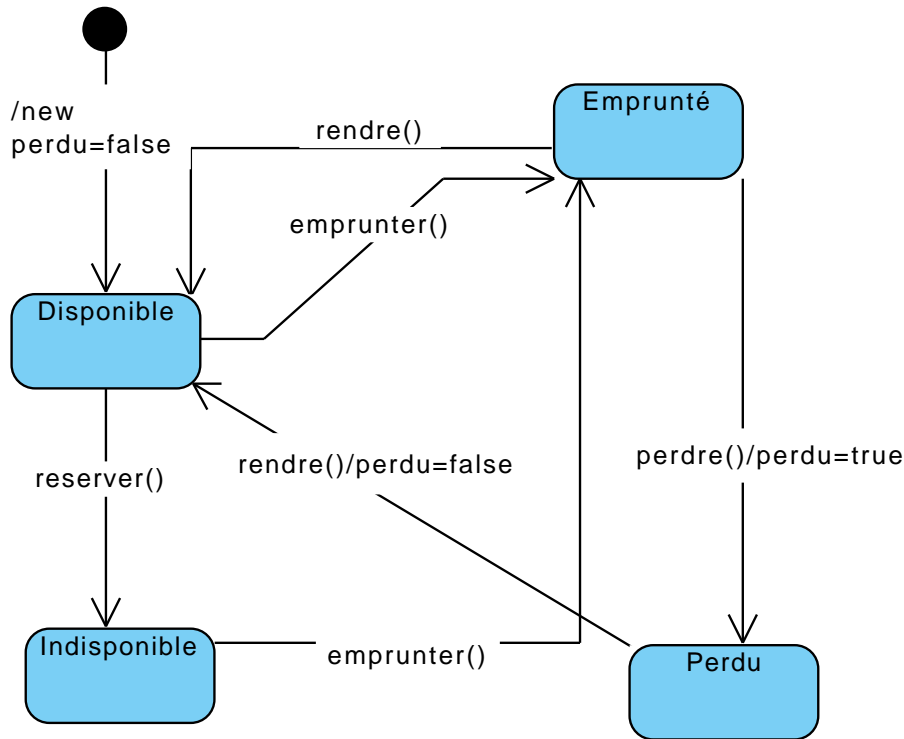 Emprunté
/new
perdu=false
rendre()
emprunter()
Disponible
rendre()/perdu=false
perdre()/perdu=true
reserver()
Indisponible
emprunter()
Perdu